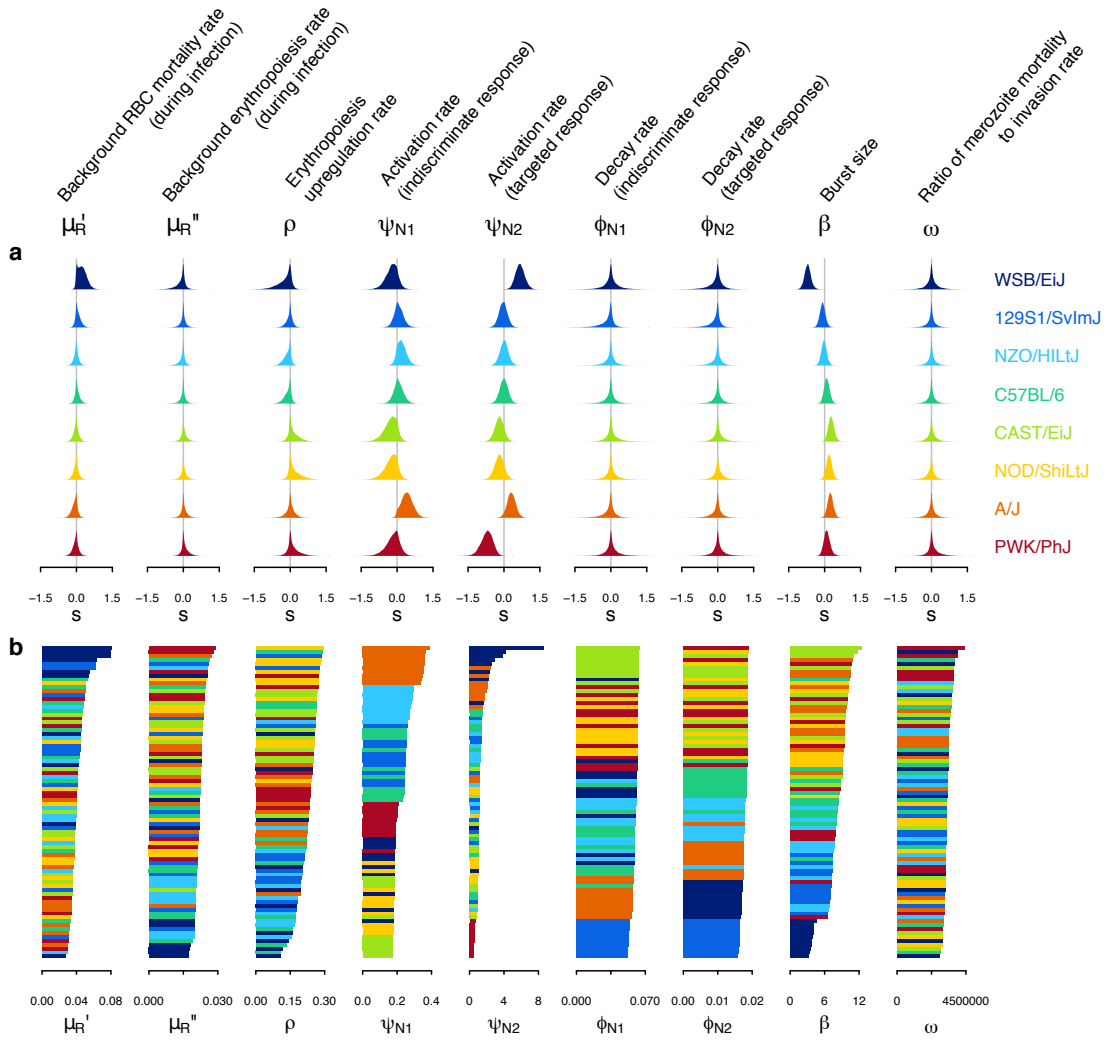 Background RBC mortality rate
(during infection)
Background erythropoiesis rate
(during infection)
Erythropoiesis
upregulation rate
Activation rate
(indiscriminate response)
Activation rate
(targeted response)
Decay rate
(indiscriminate response)
Decay rate
(targeted response)
Burst size
Ratio of merozoite mortality
to invasion rate
μR' μR'' ρ ψN1 ψN2 ϕN1 ϕN2 β ω
a
WSB/EiJ
129S1/SvImJ
NZO/HILtJ
C57BL/6
CAST/EiJ
NOD/ShiLtJ
A/J
PWK/PhJ
−1.5 0.0 1.5 −1.5 0.0 1.5 −1.5 0.0 1.5 −1.5 0.0 1.5 −1.5 0.0 1.5 −1.5 0.0 1.5 −1.5 0.0 1.5 −1.5 0.0 1.5 −1.5 0.0 1.5
s s s s s s s s s
b
0.00 0.04 0.08 0.000 0.030 0.00 0.15 0.30 0.0 0.2 0.4 0 4 8 0.000 0.070 0.00 0.02 0 6 12 0 4500000
μR' μR'' ρ ψN1 ψN2 ϕN1 ϕN2 β ω